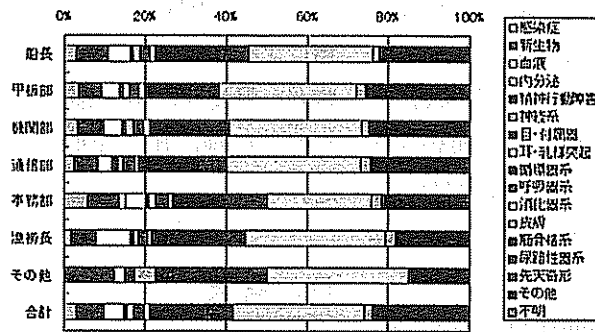 0% 20% 40% 60% 80% 100%
船長
甲板部
機関部
通信部
事務部
漁撈長
その他
合計
感染症
新生物
血液
内分泌
精神行動障害
神経系
目・付属器
耳・乳様突起
循環器系
呼吸器系
消化器系
皮膚
筋骨格系
尿路性器系
先天奇形
その他
不明